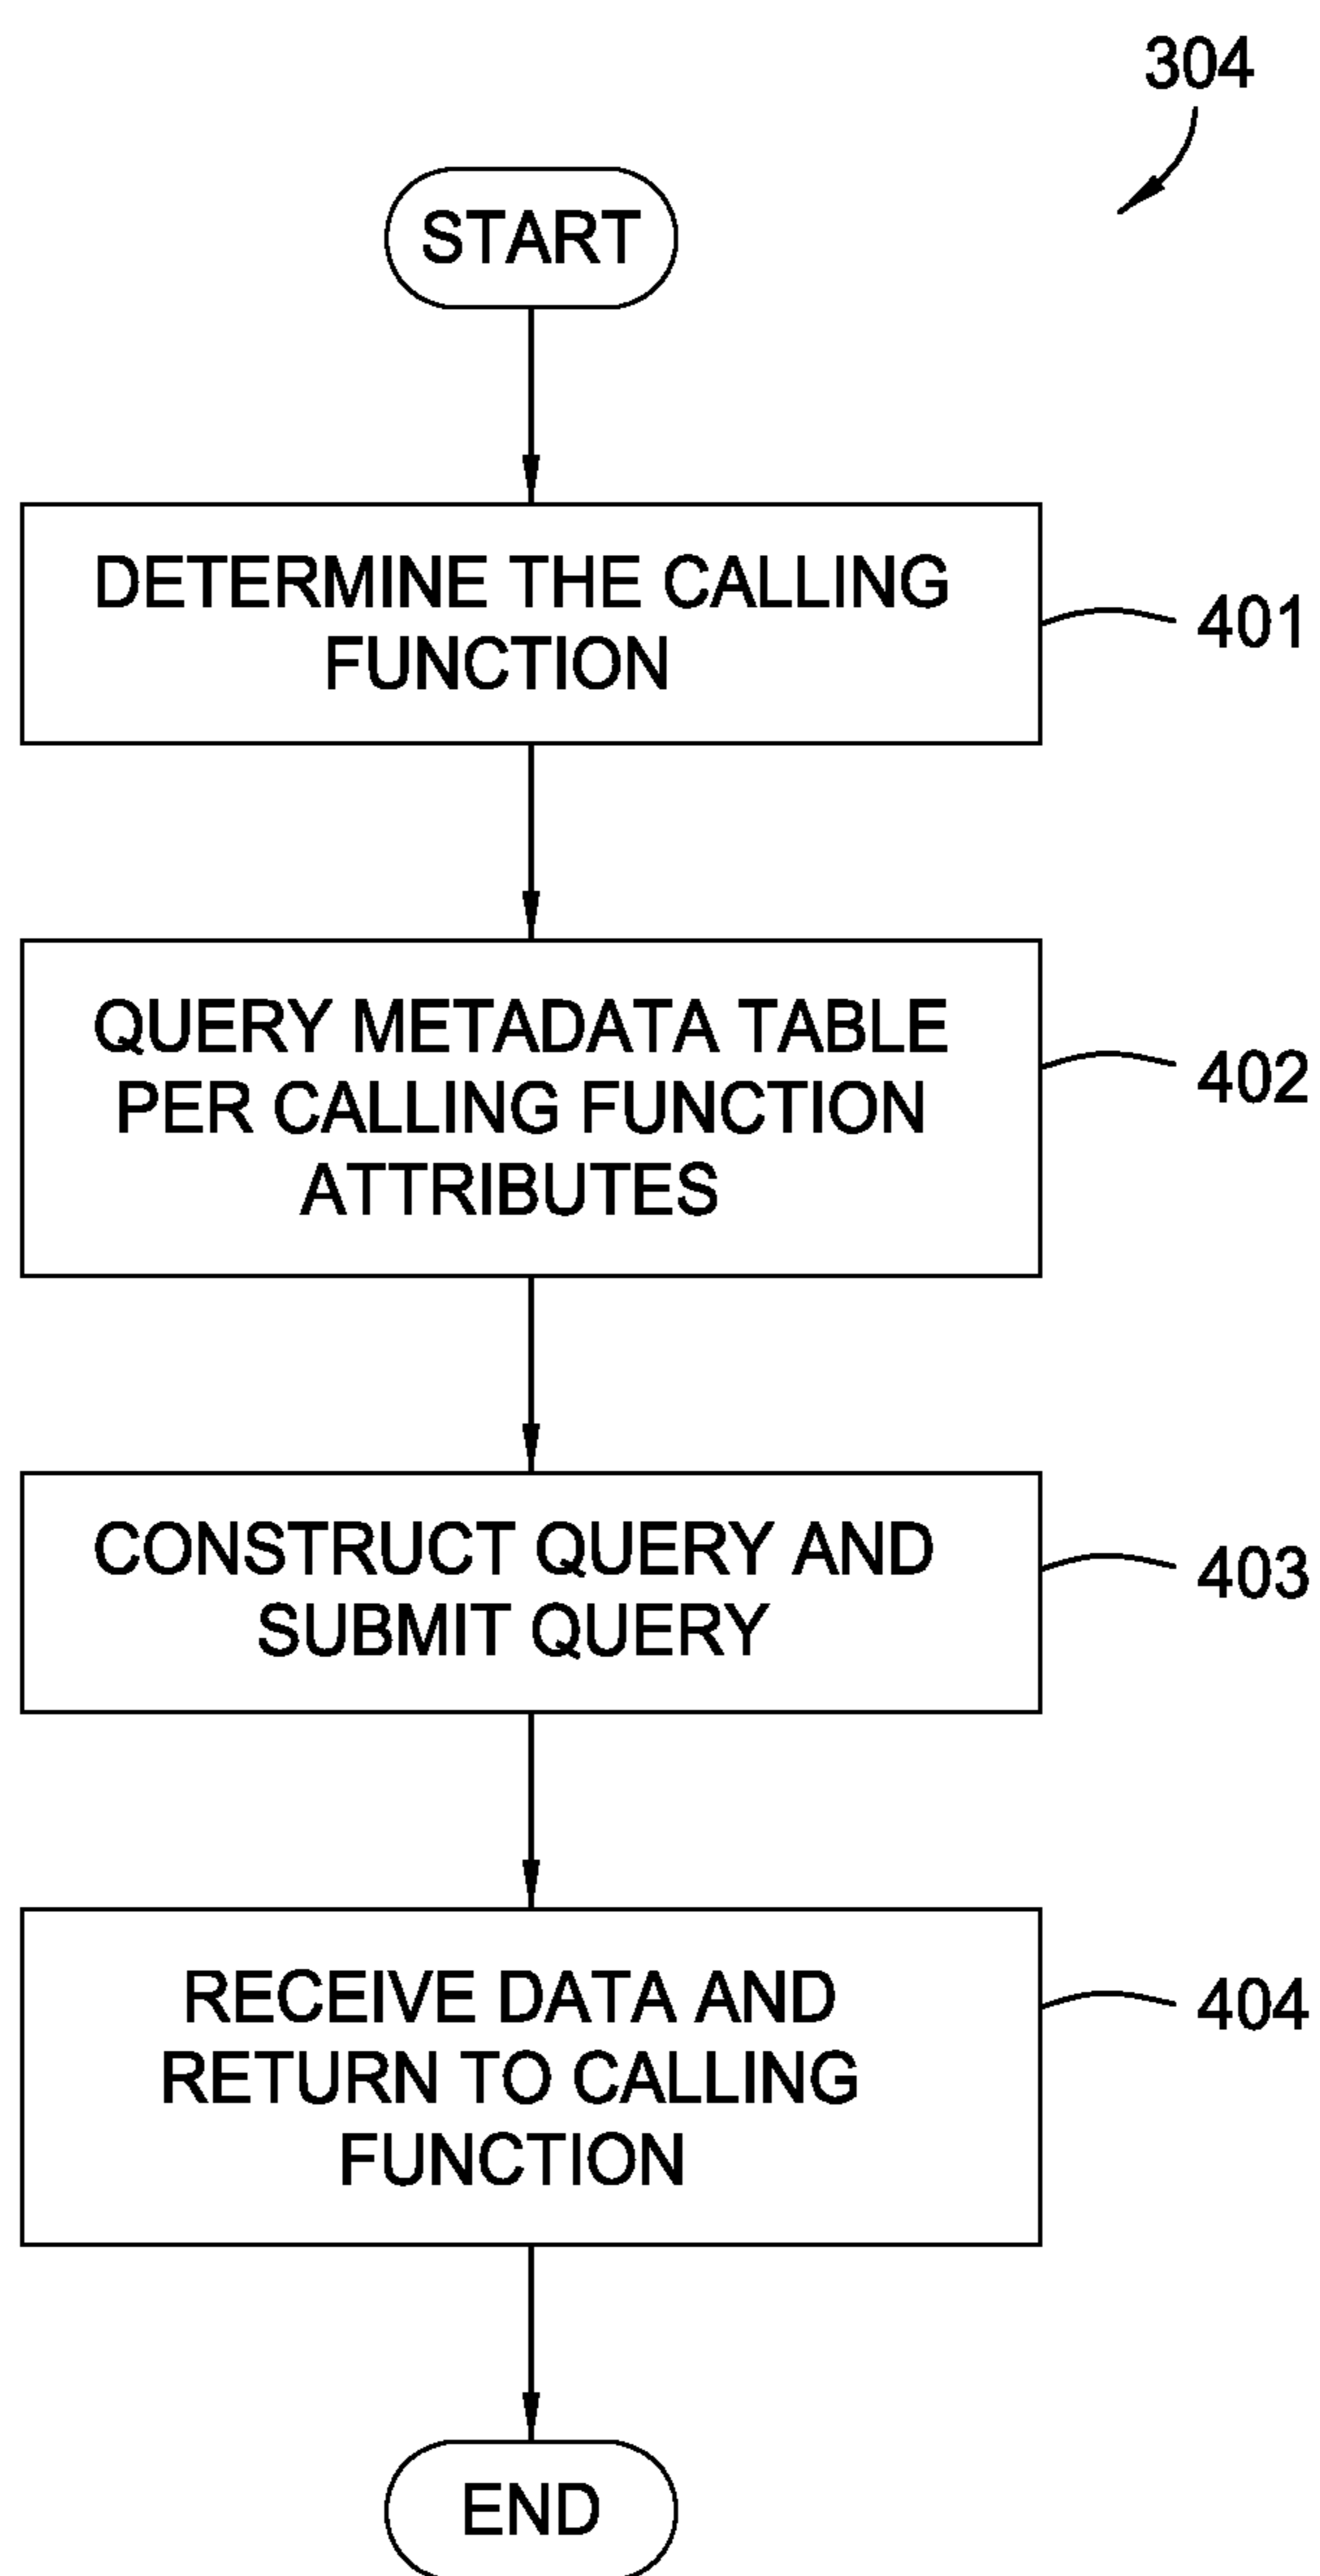 304
START
DETERMINE THE CALLING
FUNCTION
401
QUERY METADATA TABLE
PER CALLING FUNCTION
ATTRIBUTES
402
CONSTRUCT QUERY AND
SUBMIT QUERY
403
RECEIVE DATA AND
RETURN TO CALLING
FUNCTION
404
END